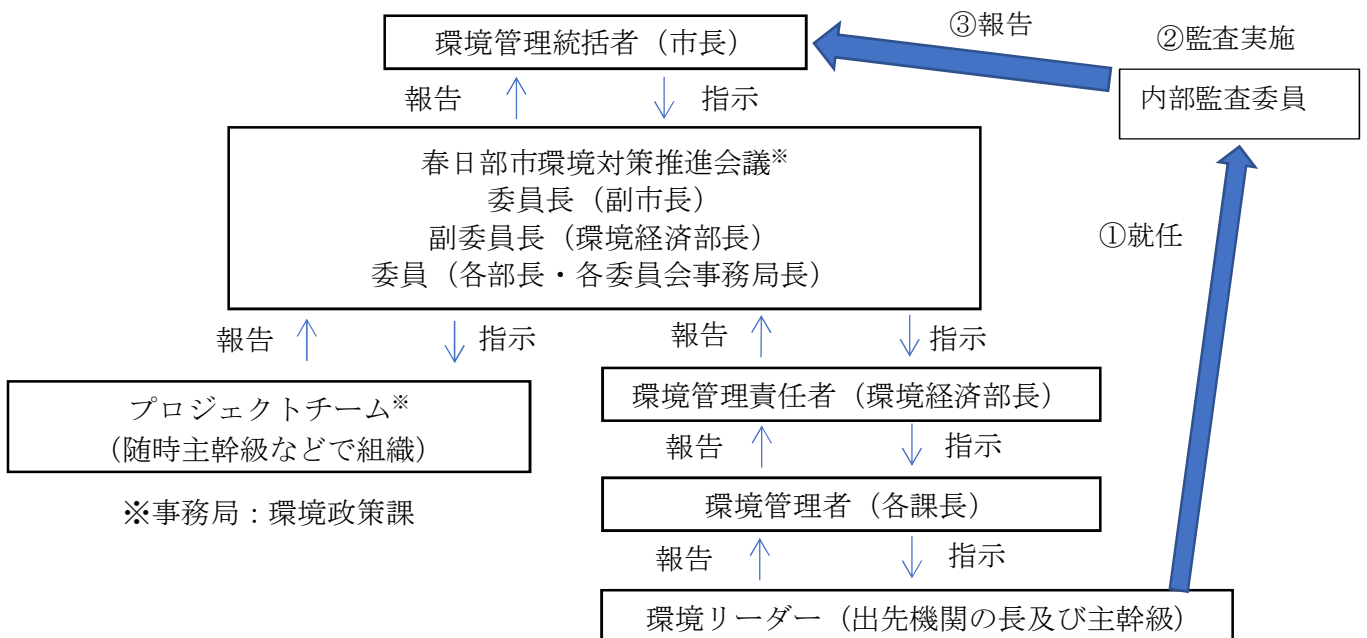 環境管理統括者（市長）
③報告
②監査実施
内部監査委員
報告
指示
春日部市環境対策推進会議※
委員長（副市長）
副委員長（環境経済部長）
委員（各部長・各委員会事務局長）
①就任
報告
指示
報告
指示
プロジェクトチーム※
（随時主幹級などで組織）
※事務局：環境政策課
環境管理責任者（環境経済部長）
報告
指示
環境管理者（各課長）
報告
指示
環境リーダー（出先機関の長及び主幹級）